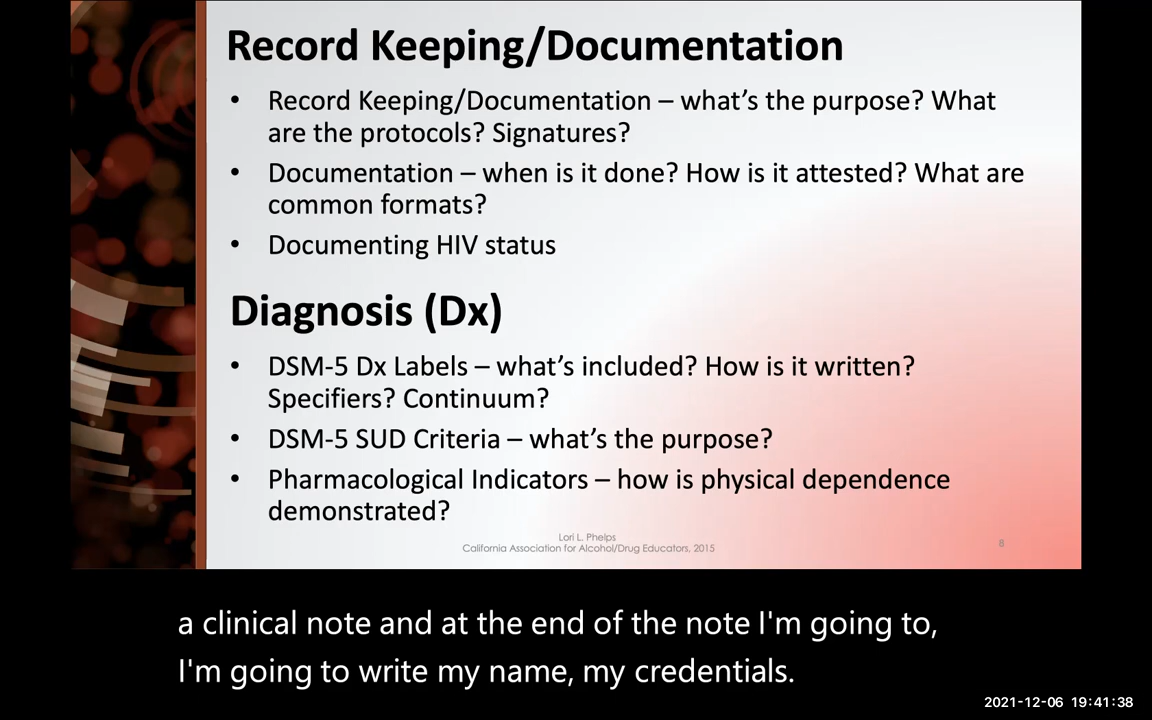 Record Keeping/Documentation
• Record Keeping/Documentation – what's the purpose? What
are the protocols? Signatures?
• Documentation – when is it done? How is it attested? What are
common formats?
• Documenting HIV status
Diagnosis (Dx)
• DSM-5 Dx Labels – what's included? How is it written?
Specifiers? Continuum?
• DSM-5 SUD Criteria – what's the purpose?
• Pharmacological Indicators – how is physical dependence
demonstrated?
Lori L. Phelps
California Association for Alcohol/Drug Educators, 2015
8
a clinical note and at the end of the note I'm going to,
I'm going to write my name, my credentials.
2021-12-06 19:41:38